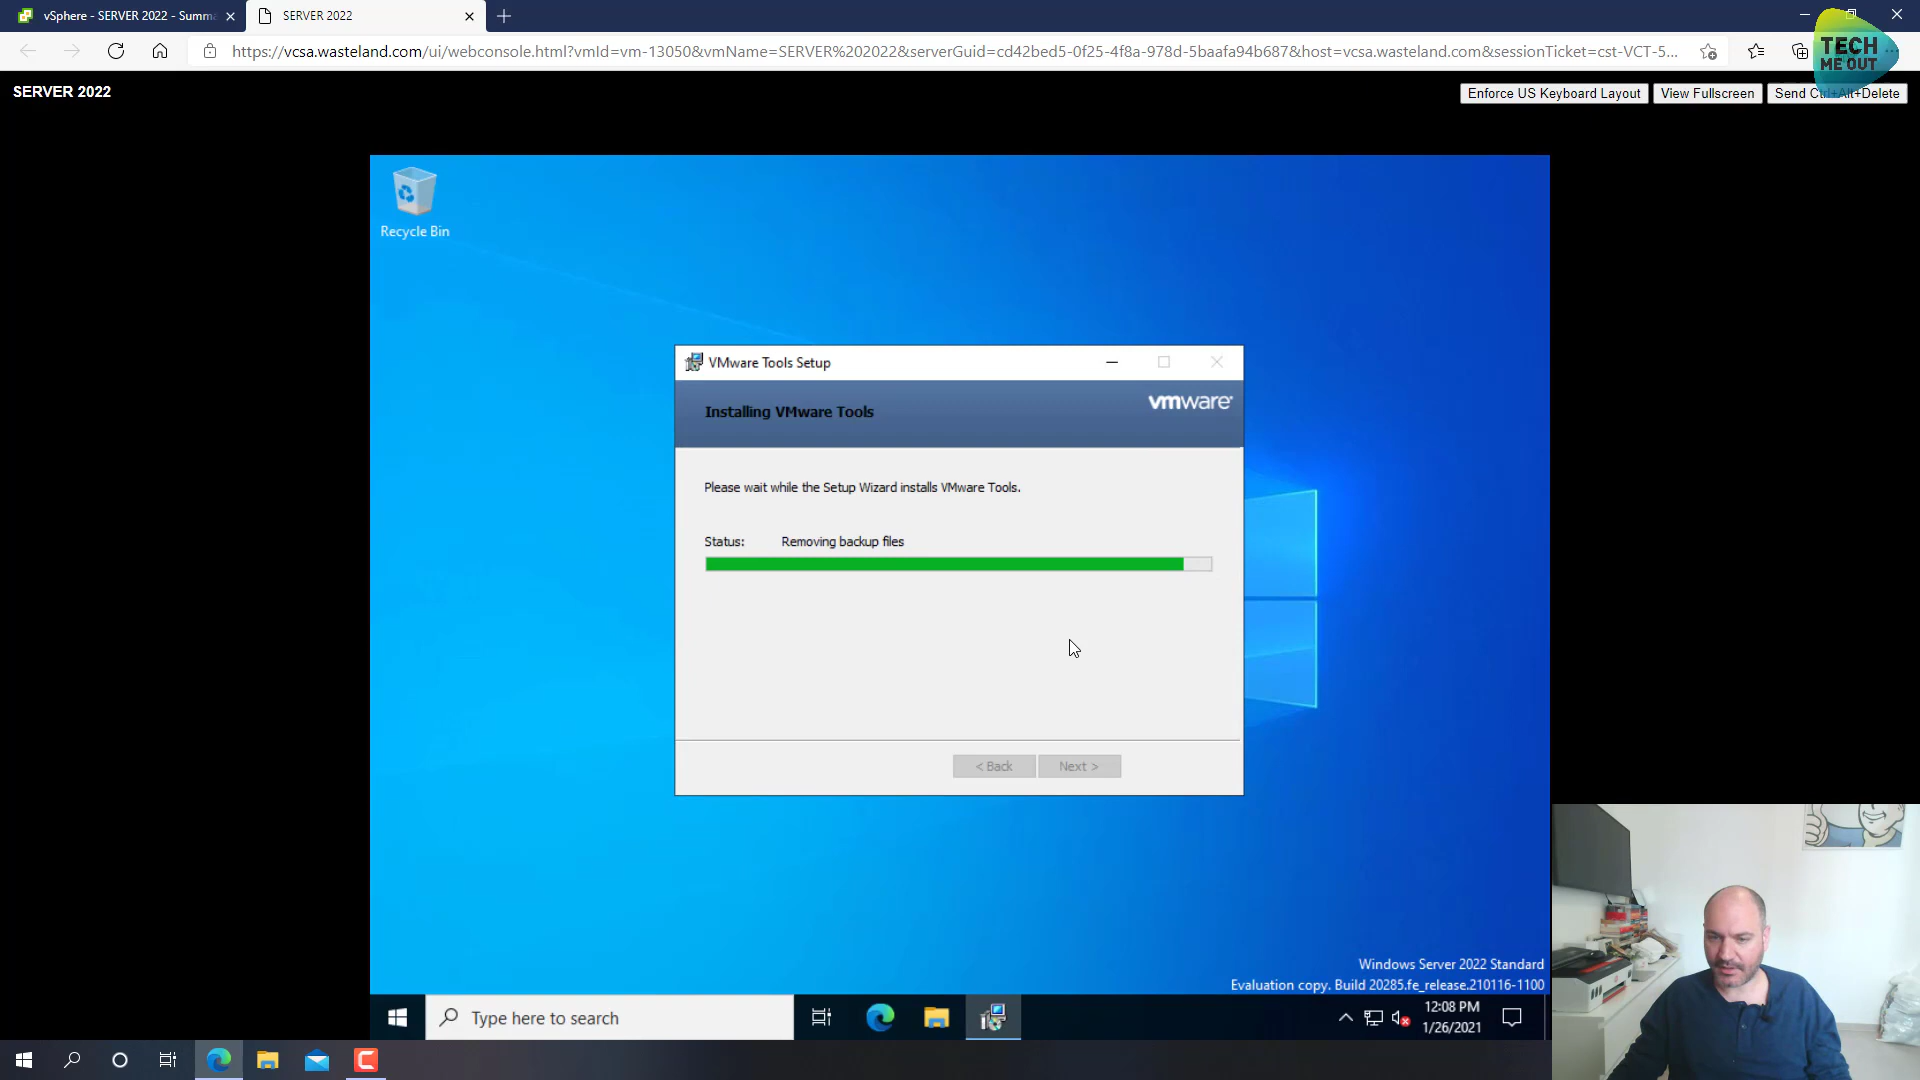 vSphere - SERVER 2022 - Summa
SERVER 2022
https://vcsa.wasteland.com/ui/webconsole.html?vmId=vm-13050&vmName=SERVER%202022&serverGuid=cd42bed5-0f25-4f8a-978d-5baafa94b687&host=vcsa.wasteland.com&sessionTicket=cst-VCT-5...
TECH
ME OUT
SERVER 2022
Enforce US Keyboard Layout
View Fullscreen
Send Ctrl+Alt+Delete
Recycle Bin
VMware Tools Setup
Installing VMware Tools
vmware
Please wait while the Setup Wizard installs VMware Tools.
Status: Removing backup files
< Back
Next >
Windows Server 2022 Standard
Evaluation copy. Build 20285.fe_release.210116-1100
Type here to search
12:08 PM
1/26/2021